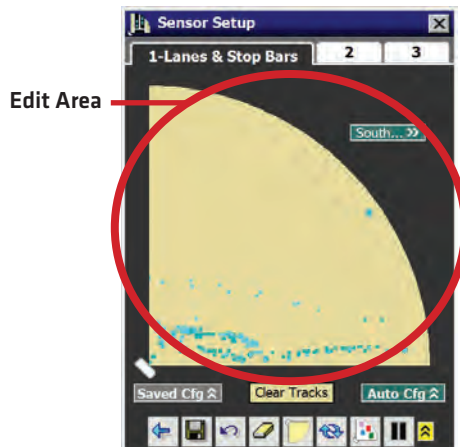 Sensor Setup
1-Lanes & Stop Bars 2 3
Edit Area
South... »
Saved Cfg Clear Tracks Auto Cfg